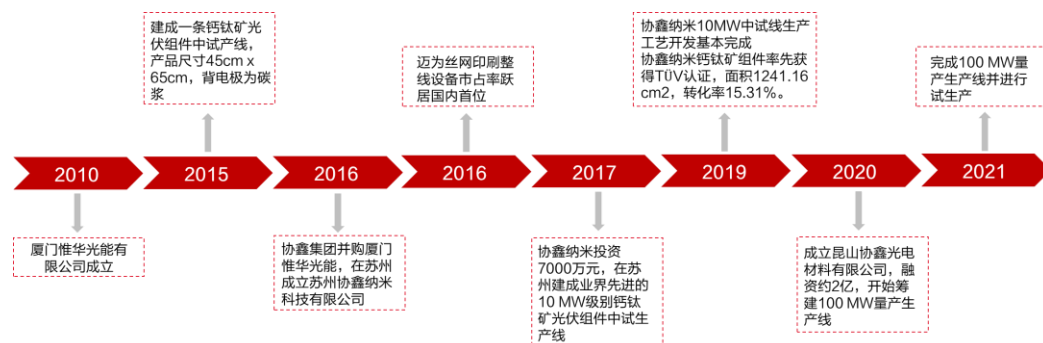 建成一条钙钛矿光
伏组件中试产线，
产品尺寸45cm x
65cm，背电极为碳
浆
迈为丝网印刷整
线设备市占率跃
居国内首位
协鑫纳米10MW中试线生产
工艺开发基本完成
协鑫纳米钙钛矿组件率先获
得TÜV认证，面积1241.16
cm2，转化率15.31%。
完成100 MW量
产生产线并进行
试生产
2010
2015
2016
2016
2017
2019
2020
2021
厦门惟华光能有
限公司成立
协鑫集团并购厦门
惟华光能，在苏州
成立苏州协鑫纳米
科技有限公司
协鑫纳米投资
7000万元，在苏
州建成业界先进的
10 MW级别钙钛
矿光伏组件中试生
产线
成立昆山协鑫光电
材料有限公司，融
资约2亿，开始筹
建100 MW量产生
产线